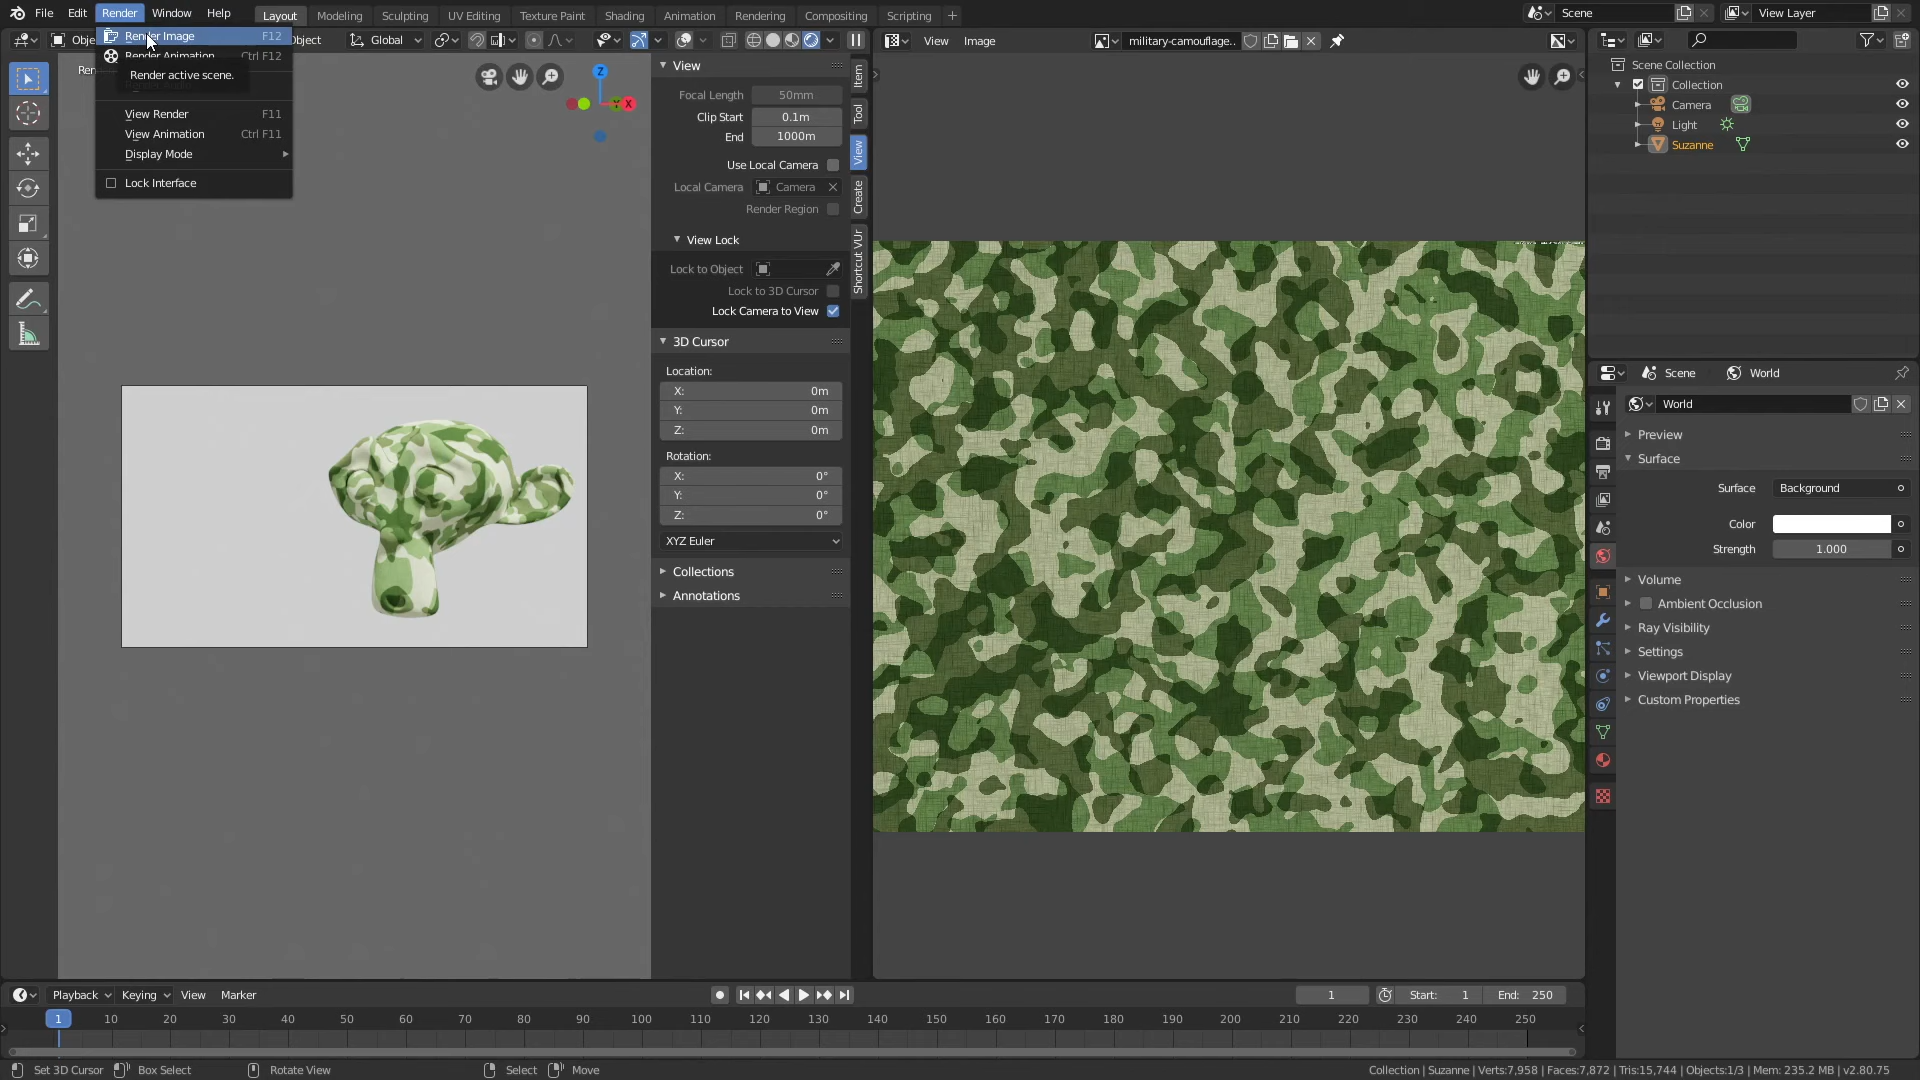 File Edit Render Window Help Layout Modeling Sculpting UV Editing Texture Paint Shading Animation Rendering Compositing Scripting + Scene View Layer
Render Image F12
Render Animation Ctrl F12
Render active scene.
View Render F11
View Animation Ctrl F11
Display Mode
Lock Interface
Obje
Object
Global
Ren
Z
X
View
Focal Length 50mm
Clip Start 0.1m
End 1000m
Use Local Camera
Local Camera Camera
Render Region
View Lock
Lock to Object
Lock to 3D Cursor
Lock Camera to View
3D Cursor
Location:
X: 0m
Y: 0m
Z: 0m
Rotation:
X: 0°
Y: 0°
Z: 0°
XYZ Euler
Collections
Annotations
Item
Tool
View
Create
Shortcut VUr
View Image military-camouflage..
Scene Collection
Collection
Camera
Light
Suzanne
Scene World
World
Preview
Surface
Surface Background
Color
Strength 1.000
Volume
Ambient Occlusion
Ray Visibility
Settings
Viewport Display
Custom Properties
Playback Keying View Marker 1 Start: 1 End: 250
1 10 20 30 40 50 60 70 80 90 100 110 120 130 140 150 160 170 180 190 200 210 220 230 240 250
Set 3D Cursor Box Select Rotate View Select Move Collection | Suzanne | Verts:7,958 | Faces:7,872 | Tris:15,744 | Objects:1/3 | Mem: 235.2 MB | v2.80.75